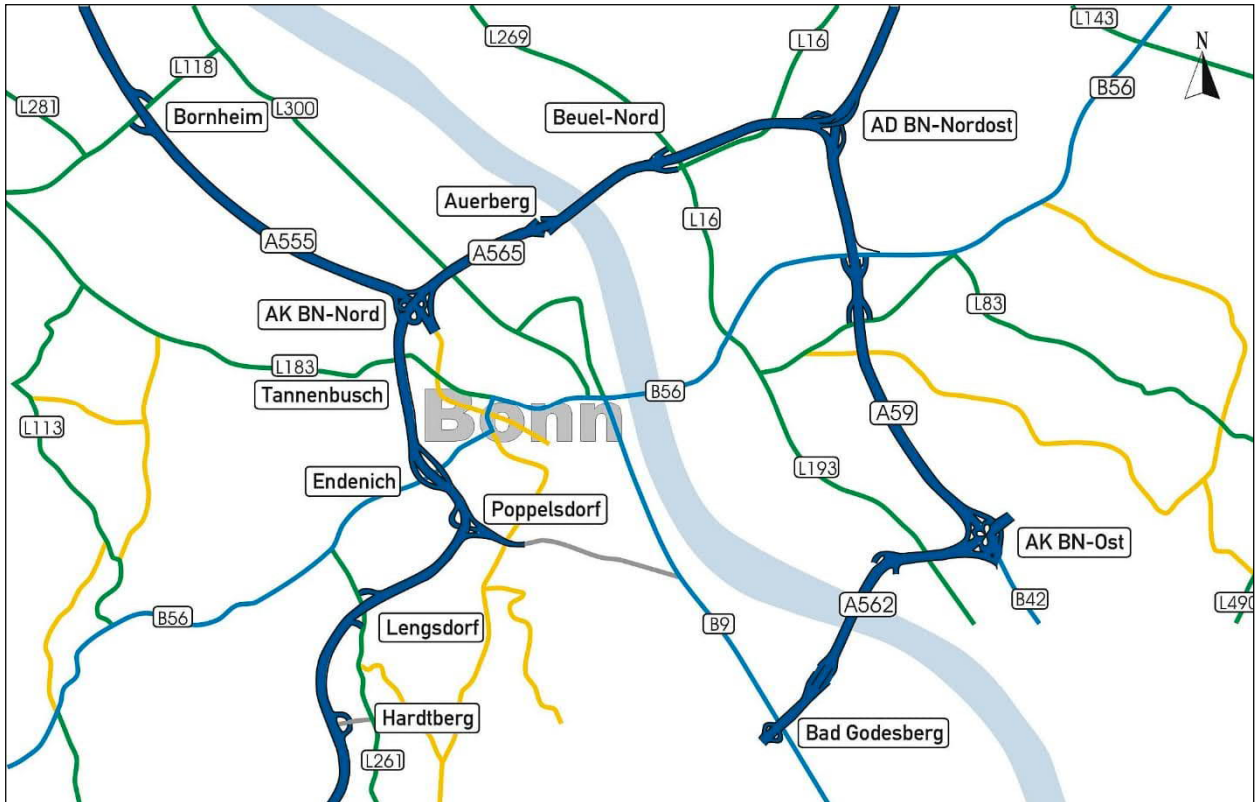 L143
L269
L16
N
L118
B56
L281
Bornheim
L300
Beuel-Nord
AD BN-Nordost
Auerberg
L16
A555
A565
AK BN-Nord
L83
L183
Tannenbusch
B56
Bonn
A59
L113
L193
Endenich
Poppelsdorf
AK BN-Ost
A562
B42
L490
B56
Lengsdorf
B9
Hardtberg
Bad Godesberg
L261